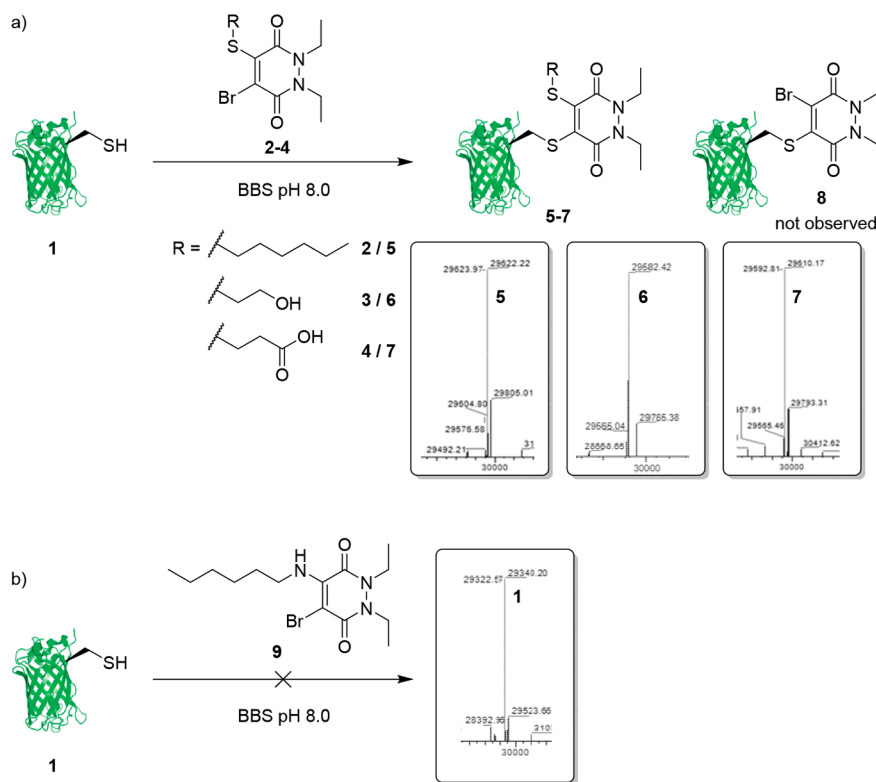 a)
R
S
O
N
N
Br
O
2-4
SH
1
BBS pH 8.0
R
S
O
N
N
S
O
5-7
Br
O
N
N
S
O
8
not observed
R =
2 / 5
OH
3 / 6
OH
O
4 / 7
29623.97
29622.22
5
29805.01
29604.80
29576.58
29492.21
31
30000
29582.42
6
29565.04
29765.38
28658.65
30000
29592.81
29610.17
7
29793.31
29565.46
357.91
30412.62
30000
b)
H
N
O
N
N
Br
O
9
SH
1
BBS pH 8.0
29322.57
29340.20
1
28392.96
29523.66
310
30000